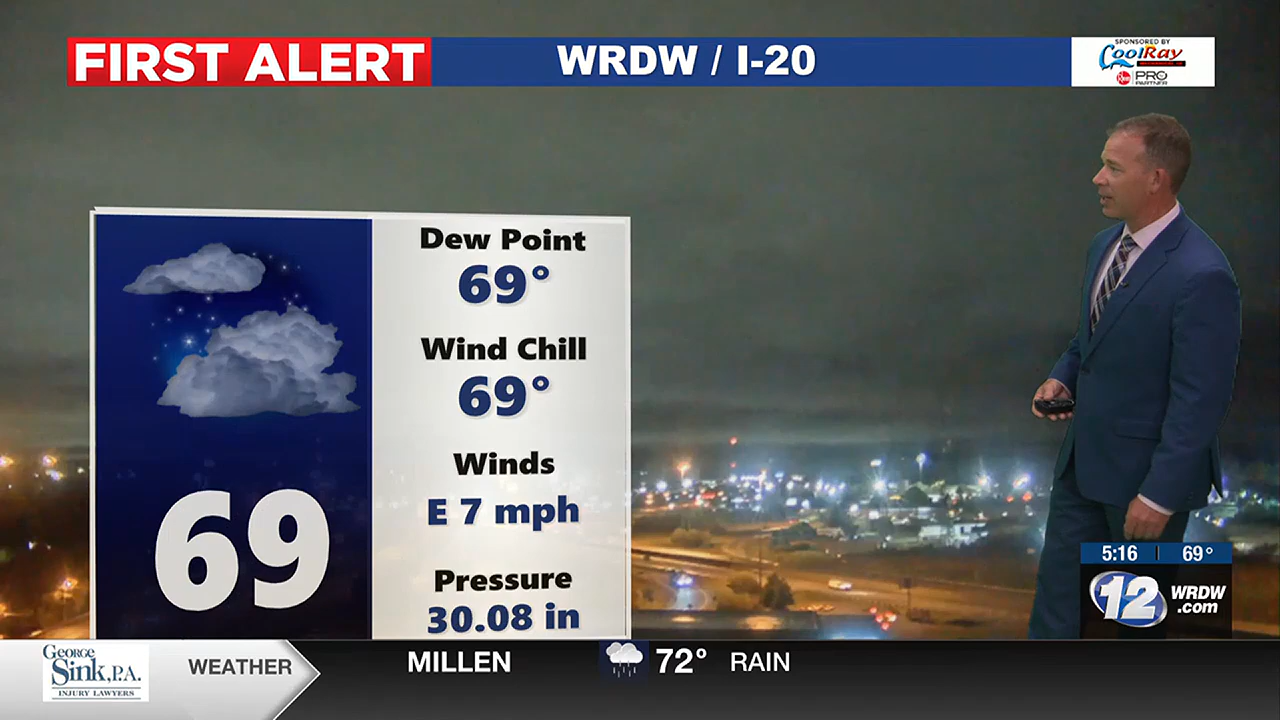 FIRST ALERT
WRDW / I-20
SPONSORED BY
CoolRay
PRO
PARTNER
Dew Point
69°
Wind Chill
69°
Winds
E 7 mph
Pressure
30.08 in
69
5:16 69°
12 WRDW
.com
GEORGE
Sink, P.A.
INJURY LAWYERS
WEATHER
MILLEN 72° RAIN